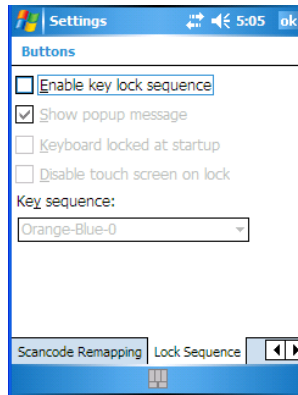 Settings 5:05 ok
Buttons
Enable key lock sequence
Show popup message
Keyboard locked at startup
Disable touch screen on lock
Key sequence:
Orange-Blue-0
Scancode Remapping Lock Sequence